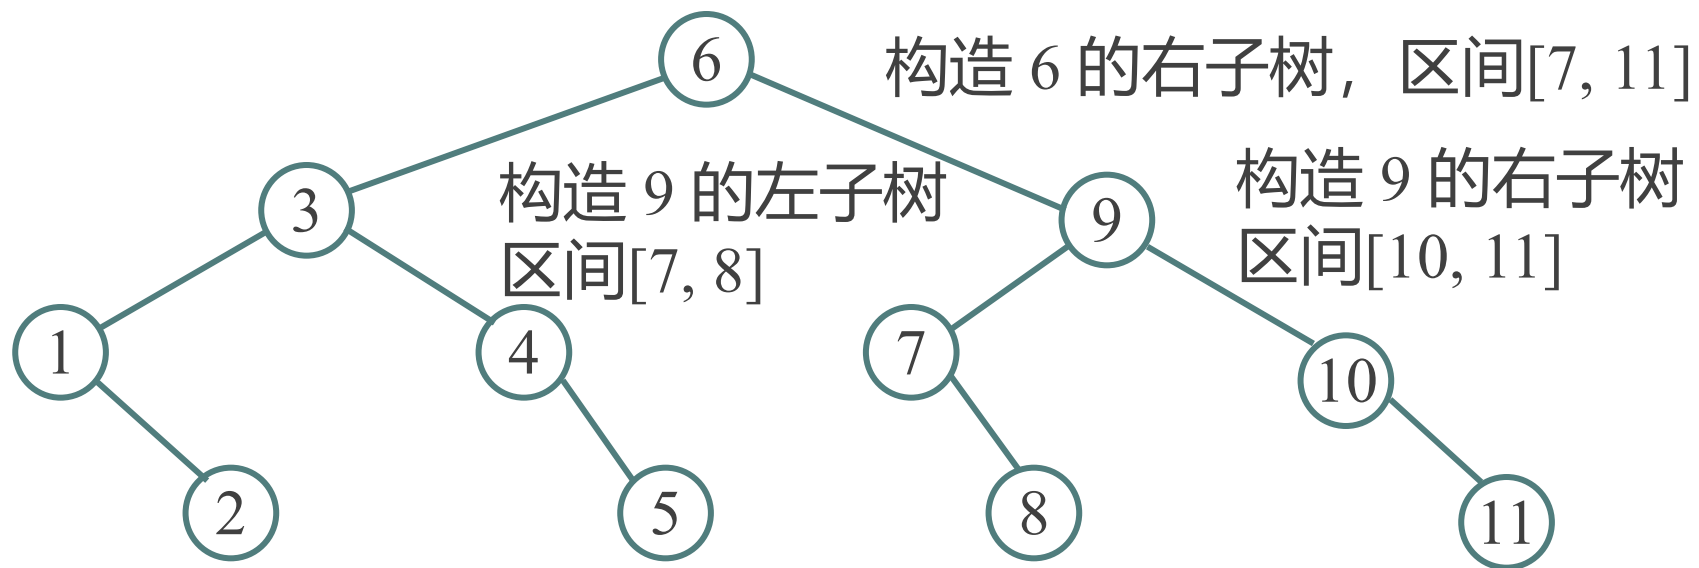 6
构造 6 的右子树，区间[7, 11]
3
构造 9 的左子树
区间[7, 8]
9
构造 9 的右子树
区间[10, 11]
1
4
7
10
2
5
8
11